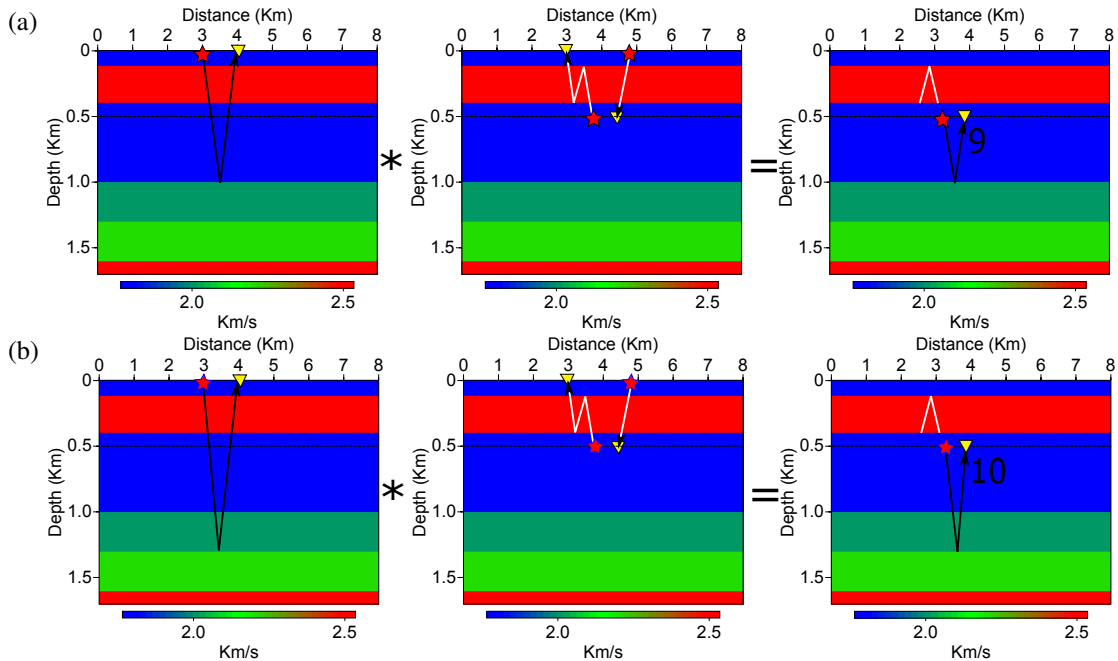 (a)
Distance (Km) Distance (Km) Distance (Km)
0 1 2 3 4 5 6 7 8 0 1 2 3 4 5 6 7 8 0 1 2 3 4 5 6 7 8
0 0 0
0.5 0.5 0.5
9
Depth (Km) * Depth (Km) = Depth (Km)
1.0 1.0 1.0
1.5 1.5 1.5
2.0 2.5 2.0 2.5 2.0 2.5
Km/s Km/s Km/s
(b)
Distance (Km) Distance (Km) Distance (Km)
0 1 2 3 4 5 6 7 8 0 1 2 3 4 5 6 7 8 0 1 2 3 4 5 6 7 8
0 0 0
0.5 0.5 0.5
10
Depth (Km) * Depth (Km) = Depth (Km)
1.0 1.0 1.0
1.5 1.5 1.5
2.0 2.5 2.0 2.5 2.0 2.5
Km/s Km/s Km/s